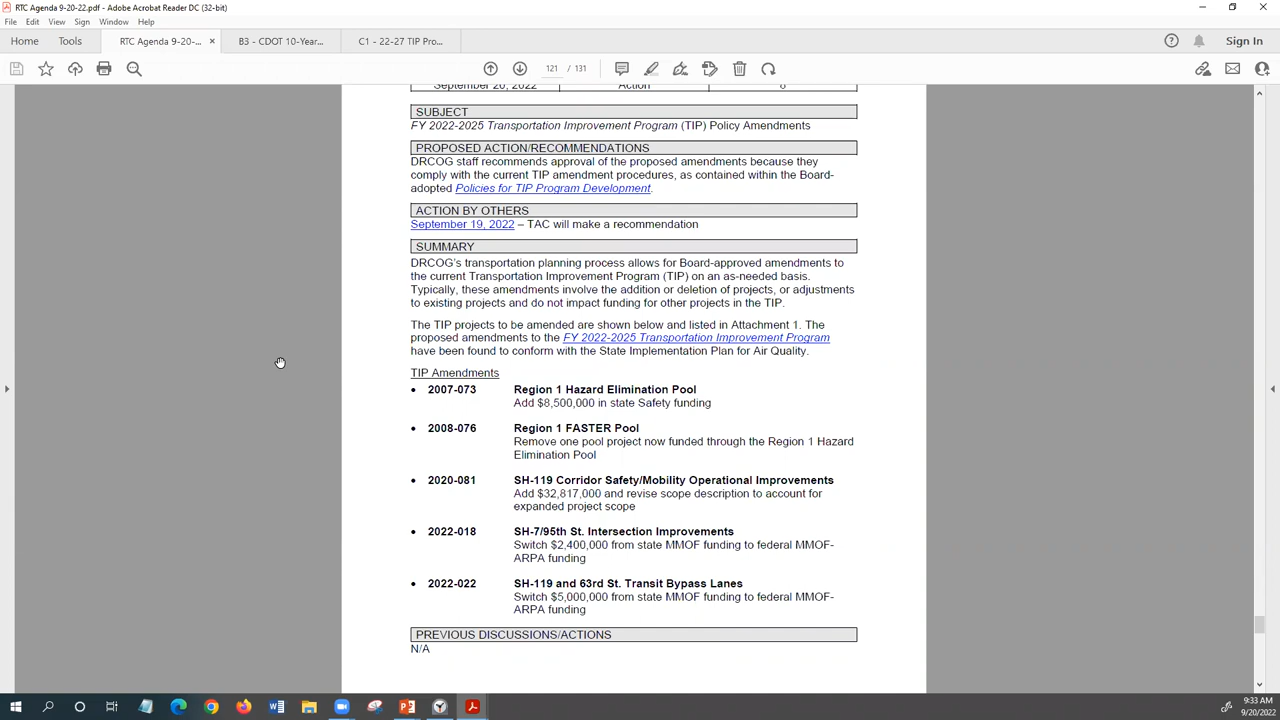 RTC Agenda 9-20-22.pdf - Adobe Acrobat Reader DC (32-bit)
File Edit View Sign Window Help
Home Tools RTC Agenda 9-20-... × B3 - CDOT 10-Year... C1 - 22-27 TIP Pro... Sign In
121 / 131
September 20, 2022 Action
SUBJECT
FY 2022-2025 Transportation Improvement Program (TIP) Policy Amendments
PROPOSED ACTION/RECOMMENDATIONS
DRCOG staff recommends approval of the proposed amendments because they
comply with the current TIP amendment procedures, as contained within the Board-
adopted Policies for TIP Program Development.
ACTION BY OTHERS
September 19, 2022 – TAC will make a recommendation
SUMMARY
DRCOG's transportation planning process allows for Board-approved amendments to
the current Transportation Improvement Program (TIP) on an as-needed basis.
Typically, these amendments involve the addition or deletion of projects, or adjustments
to existing projects and do not impact funding for other projects in the TIP.
The TIP projects to be amended are shown below and listed in Attachment 1. The
proposed amendments to the FY 2022-2025 Transportation Improvement Program
have been found to conform with the State Implementation Plan for Air Quality.
TIP Amendments
• 2007-073 Region 1 Hazard Elimination Pool
Add $8,500,000 in state Safety funding
• 2008-076 Region 1 FASTER Pool
Remove one pool project now funded through the Region 1 Hazard
Elimination Pool
• 2020-081 SH-119 Corridor Safety/Mobility Operational Improvements
Add $32,817,000 and revise scope description to account for
expanded project scope
• 2022-018 SH-7/95th St. Intersection Improvements
Switch $2,400,000 from state MMOF funding to federal MMOF-
ARPA funding
• 2022-022 SH-119 and 63rd St. Transit Bypass Lanes
Switch $5,000,000 from state MMOF funding to federal MMOF-
ARPA funding
PREVIOUS DISCUSSIONS/ACTIONS
N/A
9:33 AM
9/20/2022